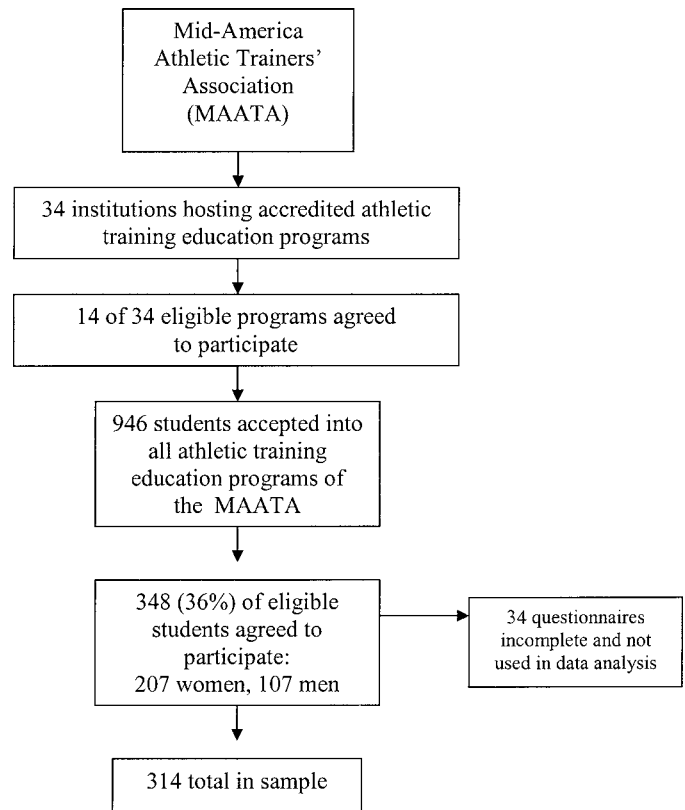 Mid-America
Athletic Trainers'
Association
(MAATA)
34 institutions hosting accredited athletic
training education programs
14 of 34 eligible programs agreed
to participate
946 students accepted into
all athletic training
education programs of
the MAATA
348 (36%) of eligible
students agreed to
participate:
207 women, 107 men
34 questionnaires
incomplete and not
used in data analysis
314 total in sample